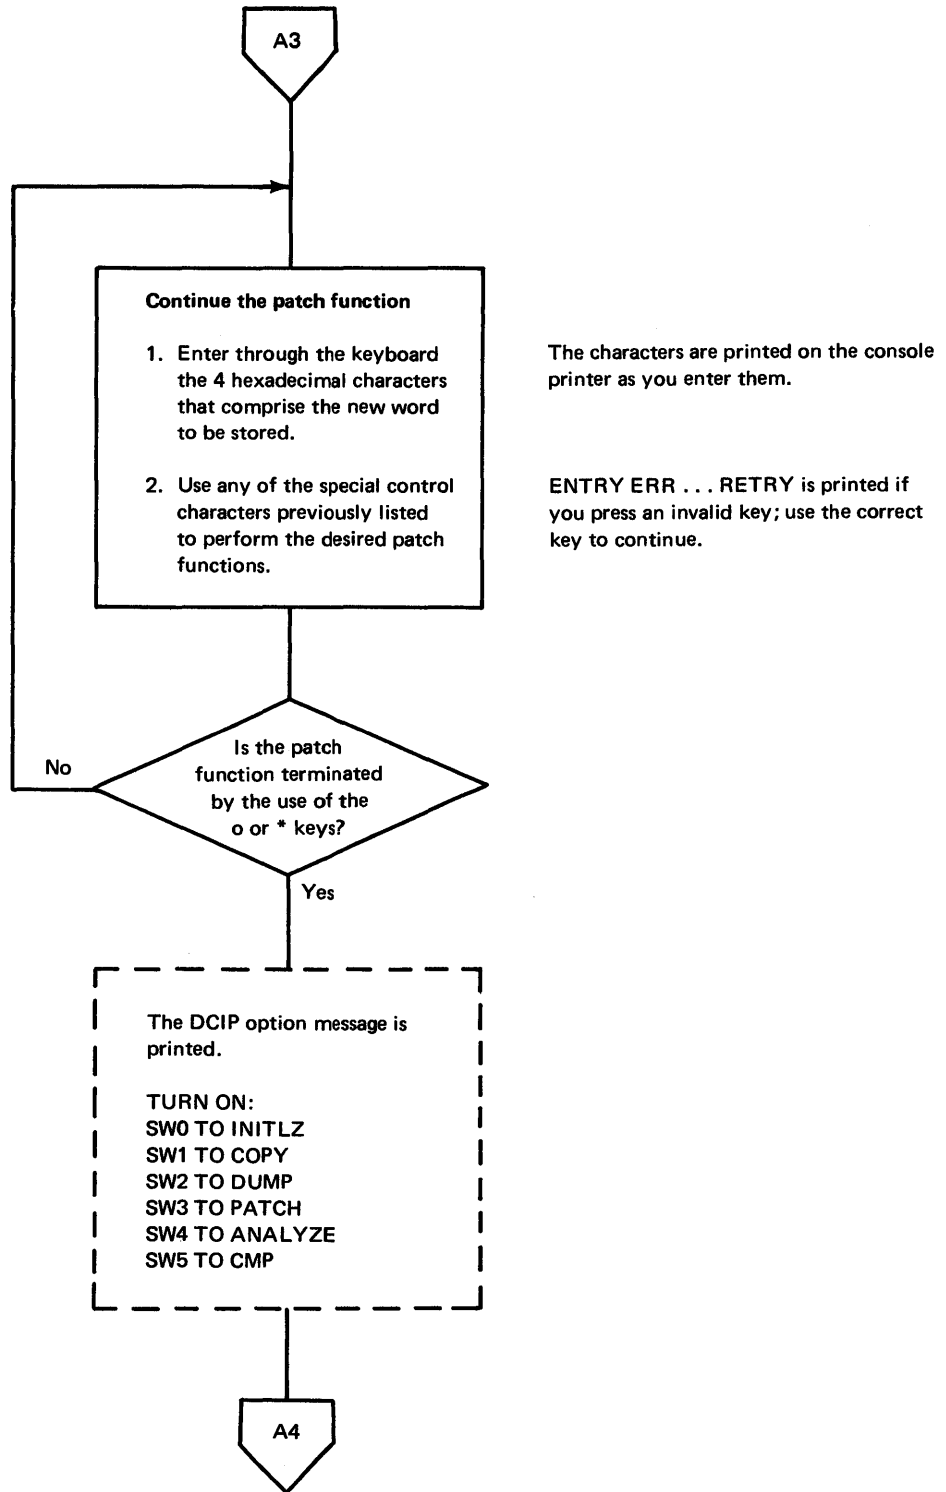 A3
Continue the patch function
1. Enter through the keyboard
the 4 hexadecimal characters
that comprise the new word
to be stored.
The characters are printed on the console
printer as you enter them.
2. Use any of the special control
characters previously listed
to perform the desired patch
functions.
ENTRY ERR . . . RETRY is printed if
you press an invalid key; use the correct
key to continue.
Is the patch
function terminated
by the use of the
o or * keys?
No
Yes
The DCIP option message is
printed.
TURN ON:
SW0 TO INITLZ
SW1 TO COPY
SW2 TO DUMP
SW3 TO PATCH
SW4 TO ANALYZE
SW5 TO CMP
A4